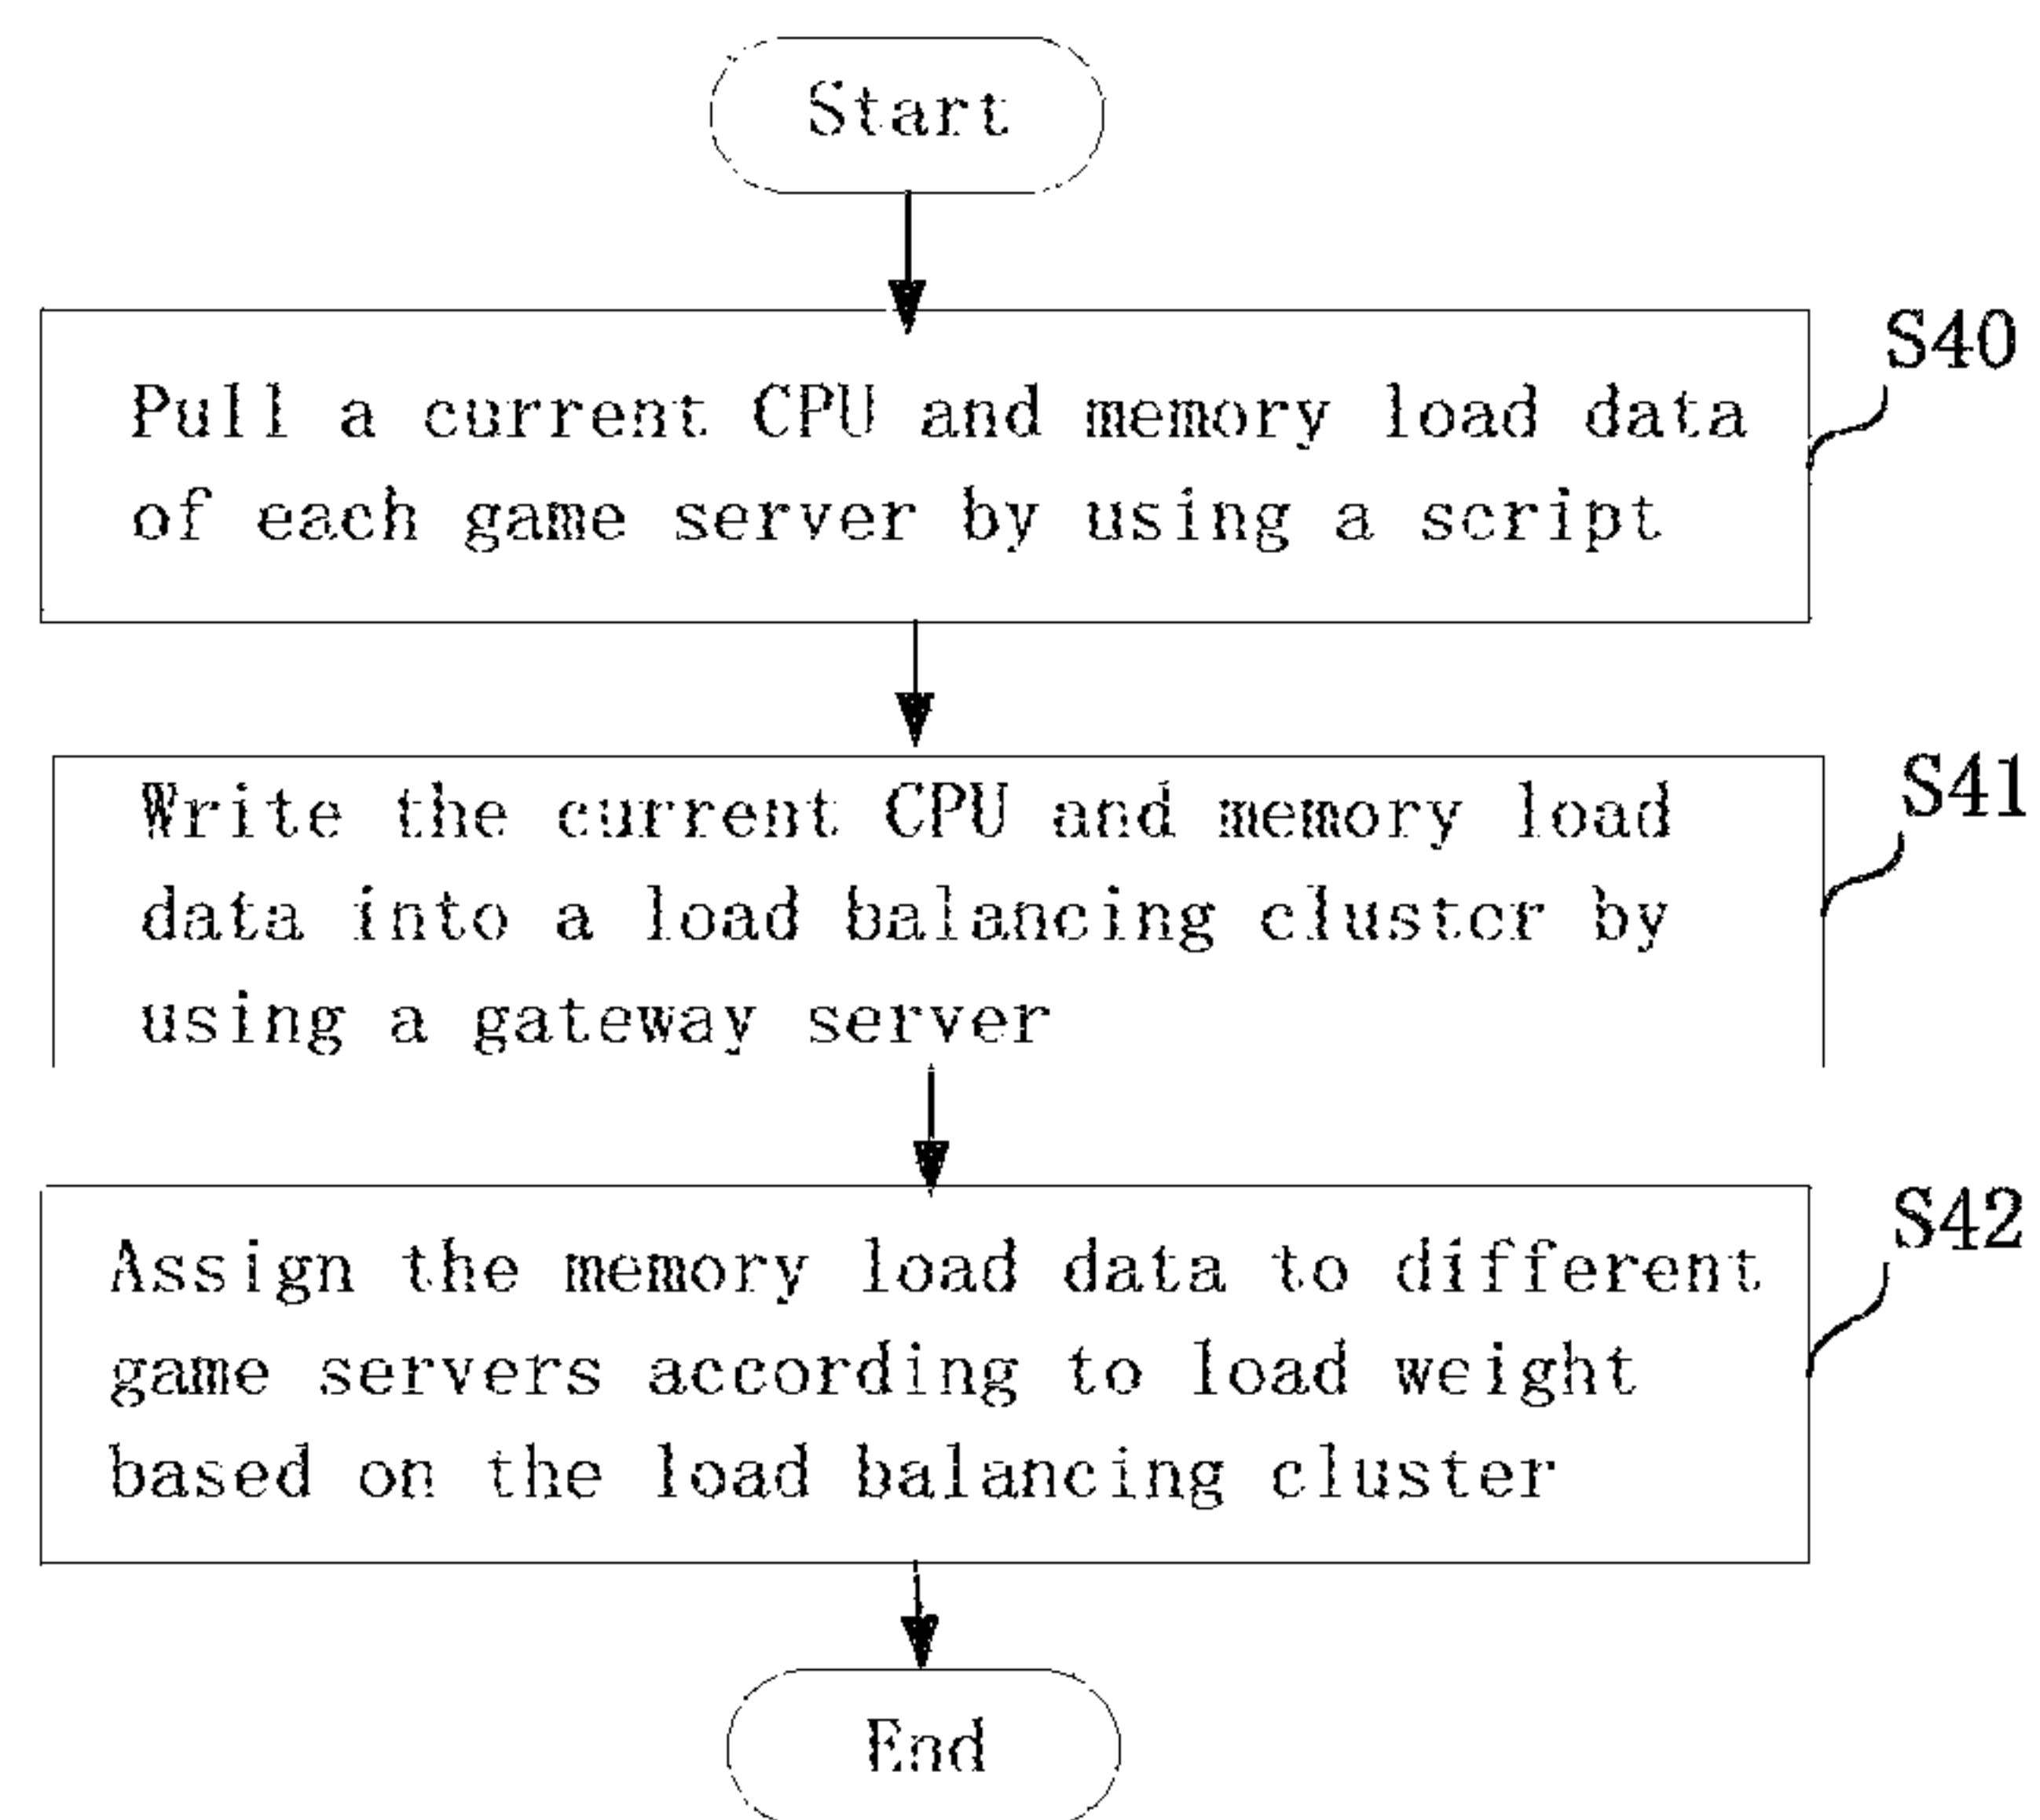 Start
S40
Pull a current CPU and memory load data
of each game server by using a script
S41
Write the current CPU and memory load
data into a load balancing cluster by
using a gateway server
S42
Assign the memory load data to different
game servers according to load weight
based on the load balancing cluster
End